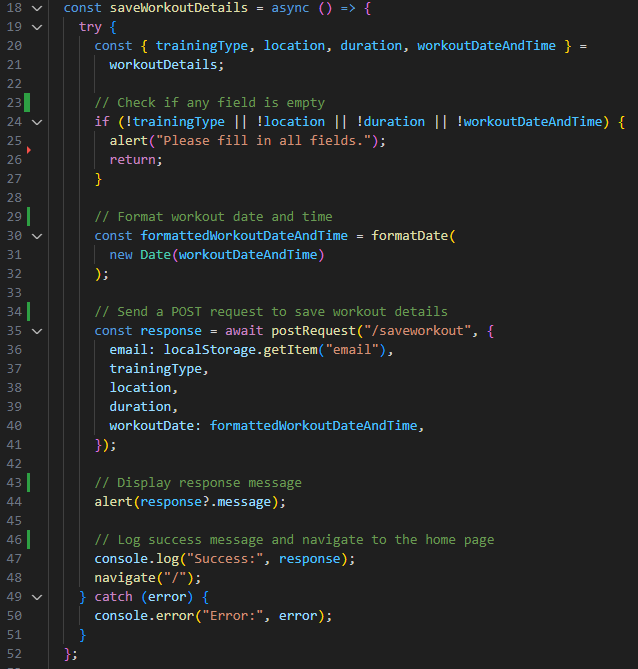 18 const saveWorkoutDetails = async () => {
19 try {
20 const { trainingType, location, duration, workoutDateAndTime } =
21 workoutDetails;
22
23 // Check if any field is empty
24 if (!trainingType || !location || !duration || !workoutDateAndTime) {
25 alert("Please fill in all fields.");
26 return;
27 }
28
29 // Format workout date and time
30 const formattedWorkoutDateAndTime = formatDate(
31 new Date(workoutDateAndTime)
32 );
33
34 // Send a POST request to save workout details
35 const response = await postRequest("/saveworkout", {
36 email: localStorage.getItem("email"),
37 trainingType,
38 location,
39 duration,
40 workoutDate: formattedWorkoutDateAndTime,
41 });
42
43 // Display response message
44 alert(response?.message);
45
46 // Log success message and navigate to the home page
47 console.log("Success:", response);
48 navigate("/");
49 } catch (error) {
50 console.error("Error:", error);
51 }
52 };